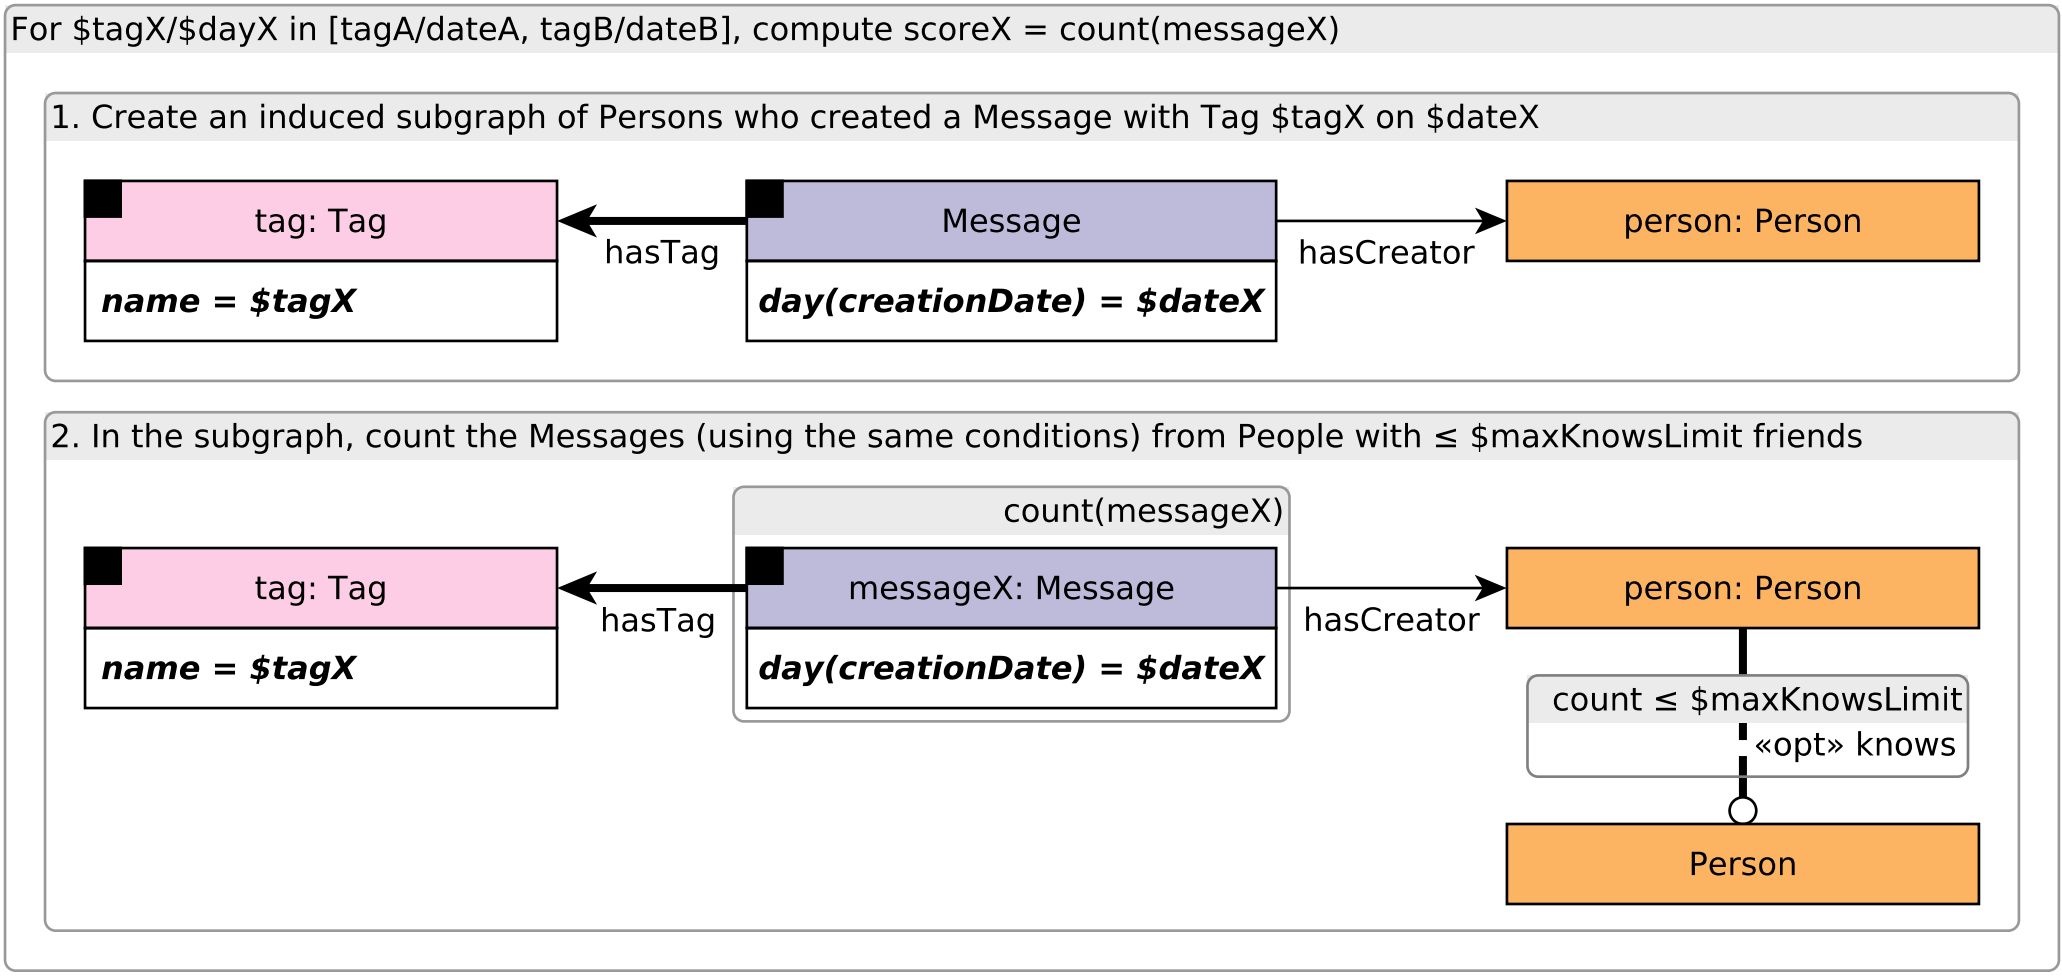 For $tagX/$dayX in [tagA/dateA, tagB/dateB], compute scoreX = count(messageX)
1. Create an induced subgraph of Persons who created a Message with Tag $tagX on $dateX
tag: Tag
hasTag
Message
hasCreator
person: Person
name = $tagX
day(creationDate) = $dateX
2. In the subgraph, count the Messages (using the same conditions) from People with ≤ $maxKnowsLimit friends
count(messageX)
tag: Tag
hasTag
messageX: Message
hasCreator
person: Person
name = $tagX
day(creationDate) = $dateX
count ≤ $maxKnowsLimit
«opt» knows
Person